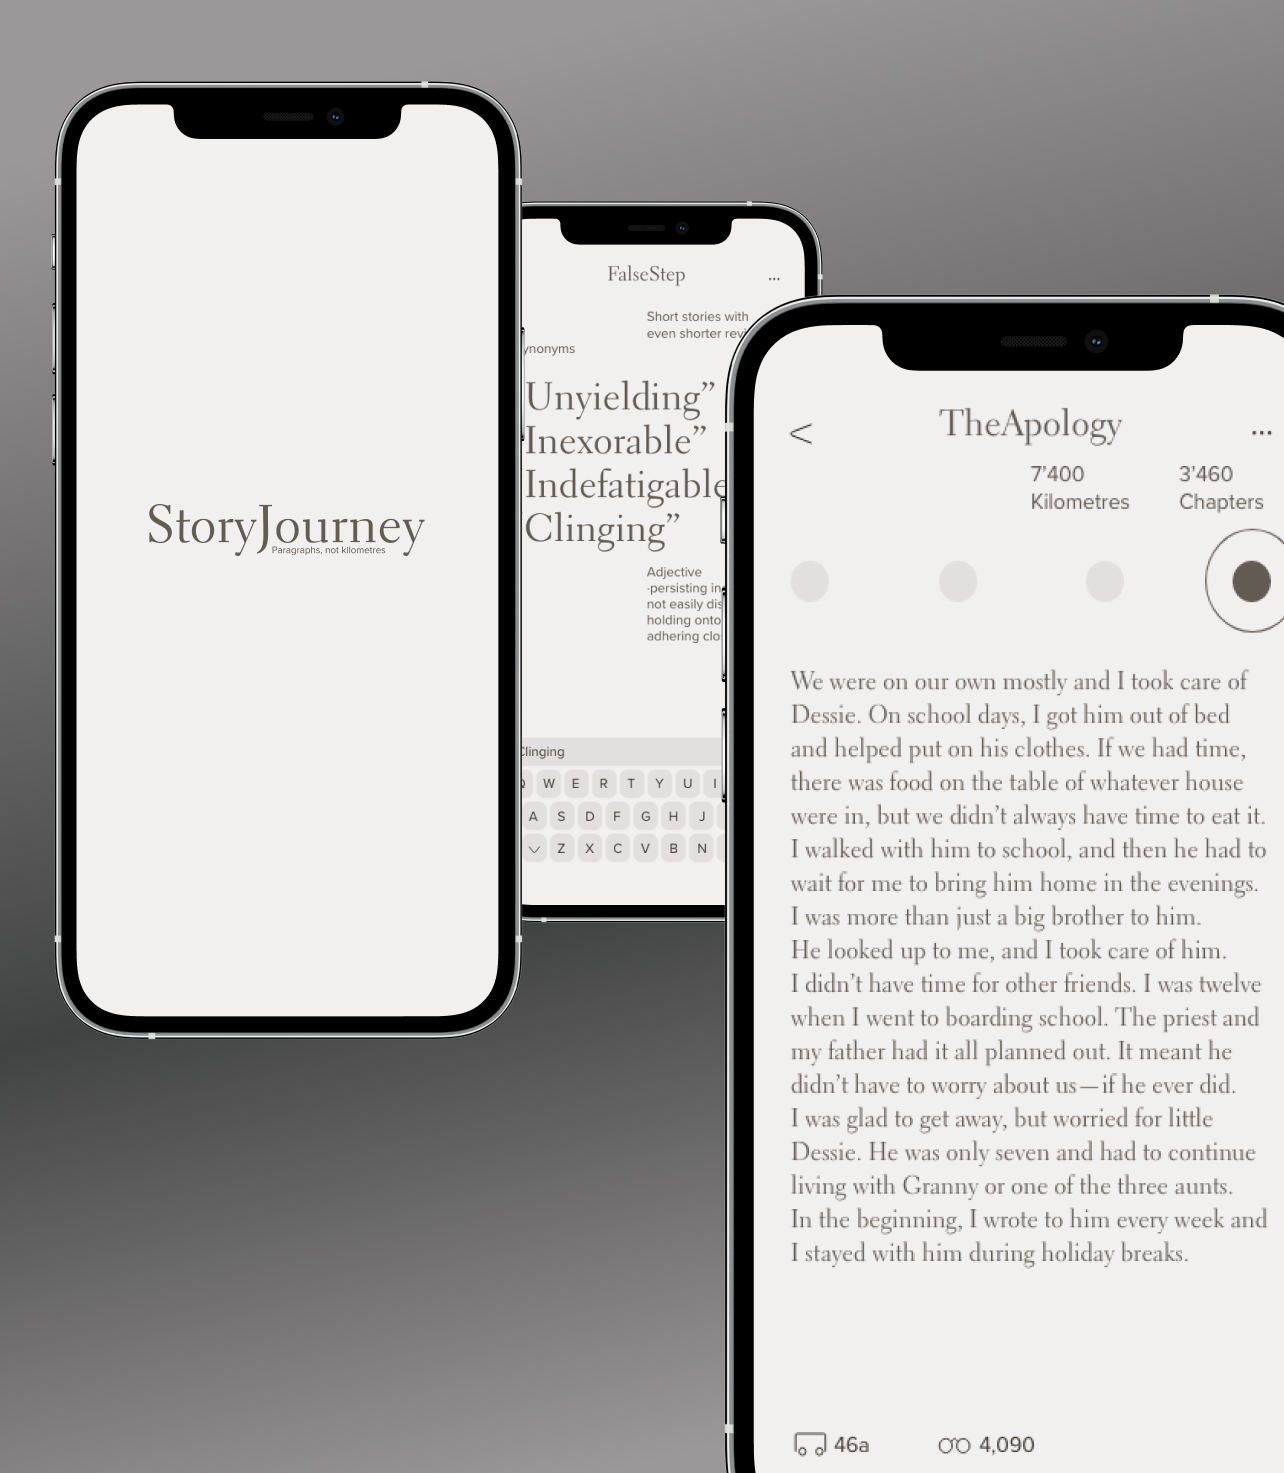 StoryJourney
Paragraphs, not kilometres
FalseStep
...
Short stories with
even shorter
Unyielding”
Inexorable”
Indefatigable
Clinging”
Adjective
-persisting in
not easily
holding onto
adhering
Clinging
W E R T Y U I
A S D F G H J
Z X C V B N
<
TheApology
...
7’400
Kilometres
3’460
Chapters
We were on our own mostly and I took care of
Dessie. On school days, I got him out of bed
and helped put on his clothes. If we had time,
there was food on the table of whatever house
were in, but we didn’t always have time to eat it.
I walked with him to school, and then he had to
wait for me to bring him home in the evenings.
I was more than just a big brother to him.
He looked up to me, and I took care of him.
I didn’t have time for other friends. I was twelve
when I went to boarding school. The priest and
my father had it all planned out. It meant he
didn’t have to worry about us—if he ever did.
I was glad to get away, but worried for little
Dessie. He was only seven and had to continue
living with Granny or one of the three aunts.
In the beginning, I wrote to him every week and
I stayed with him during holiday breaks.
46a
4,090